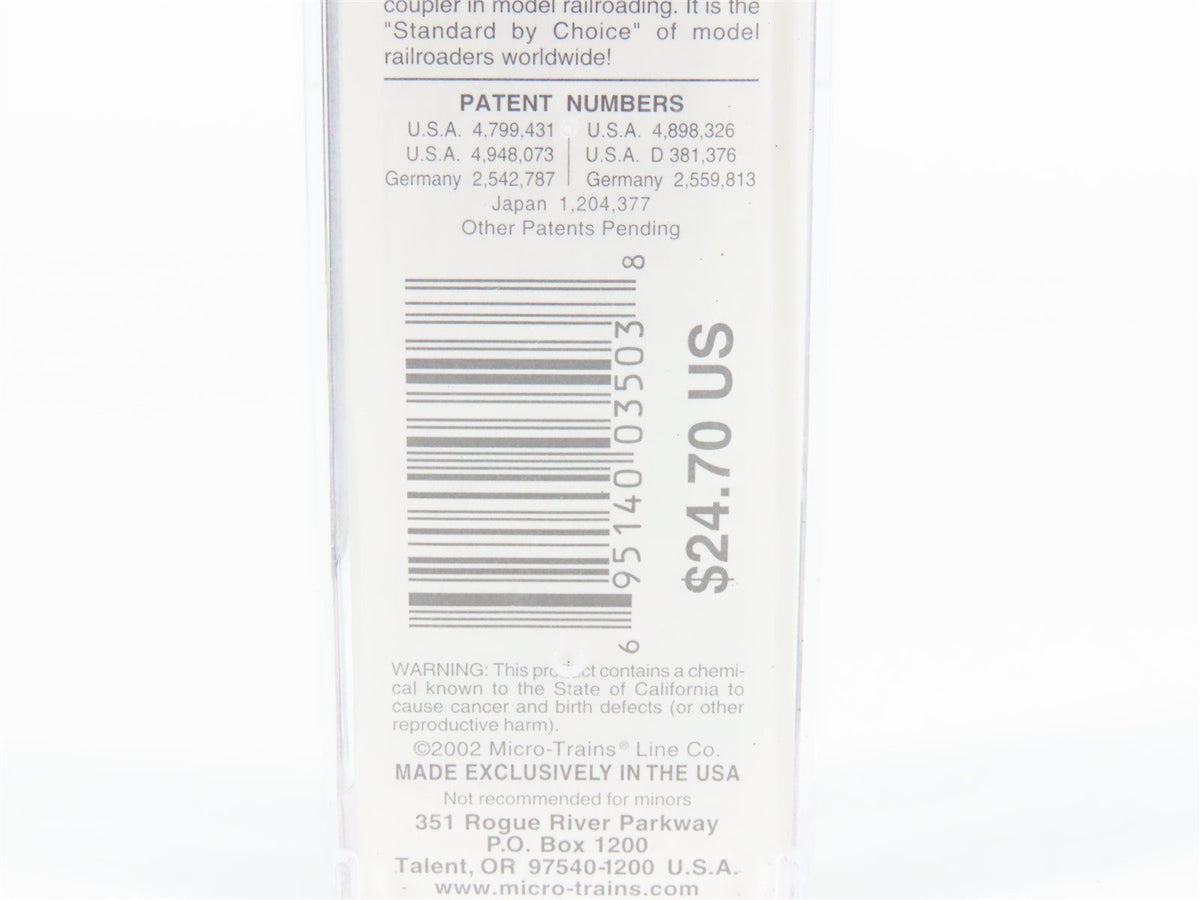 coupler in model railroading. It is the
"Standard by Choice" of model
railroaders worldwide!
PATENT NUMBERS
U.S.A. 4,799,431 U.S.A. 4,898,326
U.S.A. 4,948,073 U.S.A. D 381,376
Germany 2,542,787 Germany 2,559,813
Japan 1,204,377
Other Patents Pending
6 95140 03503 8
$24.70 US
WARNING: This product contains a chemi-
cal known to the State of California to
cause cancer and birth defects (or other
reproductive harm).
©2002 Micro-Trains® Line Co.
MADE EXCLUSIVELY IN THE USA
Not recommended for minors
351 Rogue River Parkway
P.O. Box 1200
Talent, OR 97540-1200 U.S.A.
www.micro-trains.com